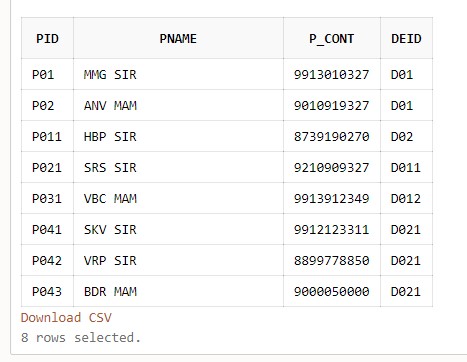 PID PNAME P_CONT DEID
P01 MMG SIR 9913010327 D01
P02 ANV MAM 9010919327 D01
P011 HBP SIR 8739190270 D02
P021 SRS SIR 9210909327 D011
P031 VBC MAM 9913912349 D012
P041 SKV SIR 9912123311 D021
P042 VRP SIR 8899778850 D021
P043 BDR MAM 9000050000 D021
Download CSV
8 rows selected.